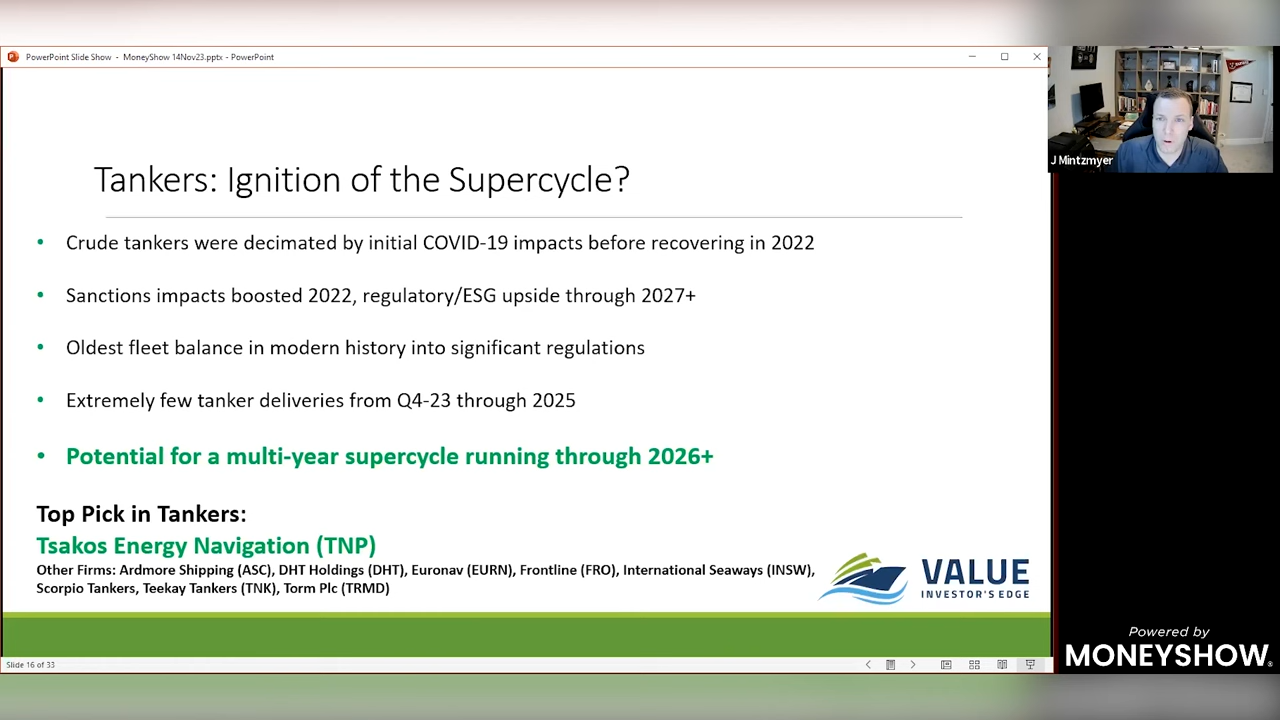 PowerPoint Slide Show - MoneyShow 14Nov23.pptx - PowerPoint
J Mintzmyer
Tankers: Ignition of the Supercycle?
• Crude tankers were decimated by initial COVID-19 impacts before recovering in 2022
• Sanctions impacts boosted 2022, regulatory/ESG upside through 2027+
• Oldest fleet balance in modern history into significant regulations
• Extremely few tanker deliveries from Q4-23 through 2025
• Potential for a multi-year supercycle running through 2026+
Top Pick in Tankers:
Tsakos Energy Navigation (TNP)
Other Firms: Ardmore Shipping (ASC), DHT Holdings (DHT), Euronav (EURN), Frontline (FRO), International Seaways (INSW),
Scorpio Tankers, Teekay Tankers (TNK), Torm Plc (TRMD)
VALUE
INVESTOR'S EDGE
Slide 16 of 33
Powered by
MONEYSHOW®